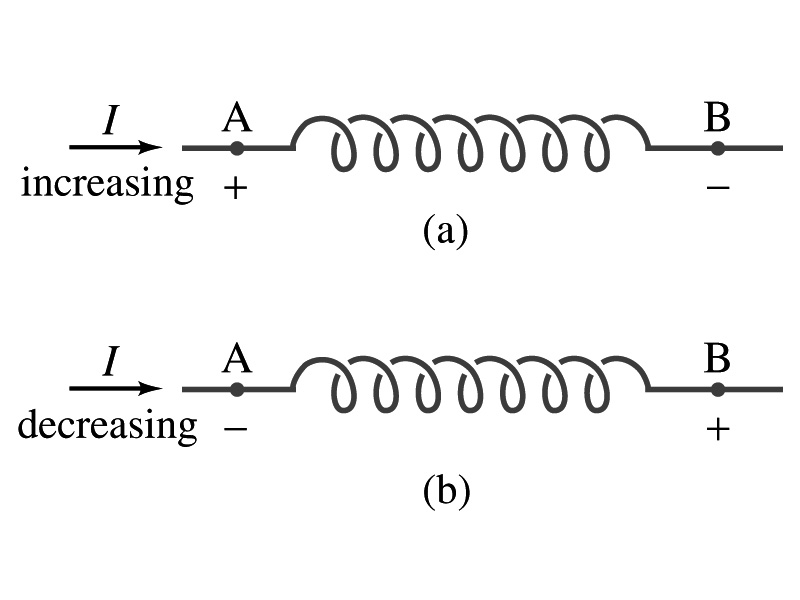 I A B
increasing + −
(a)
I A B
decreasing − +
(b)